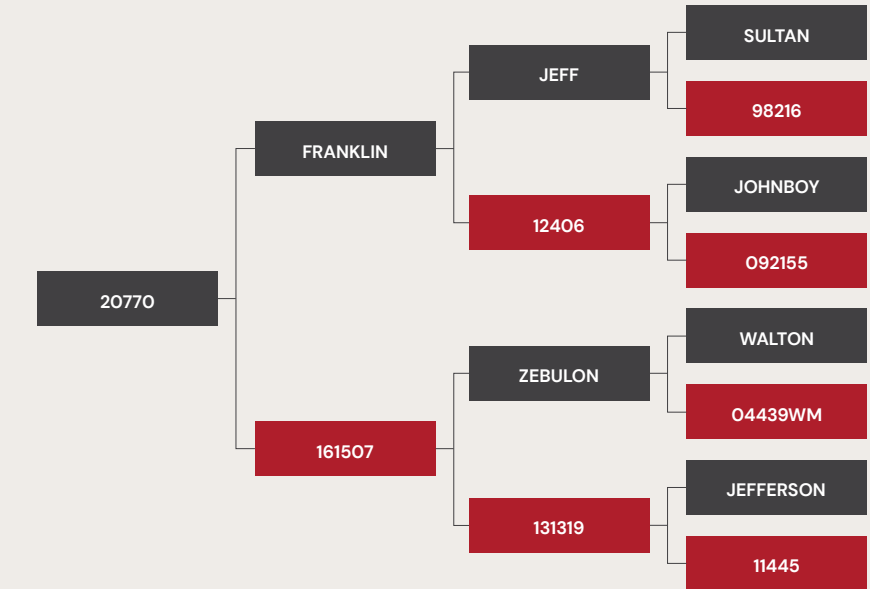 SULTAN
JEFF
98216
FRANKLIN
JOHNBOY
12406
092155
20770
WALTON
ZEBULON
04439WM
161507
JEFFERSON
131319
11445